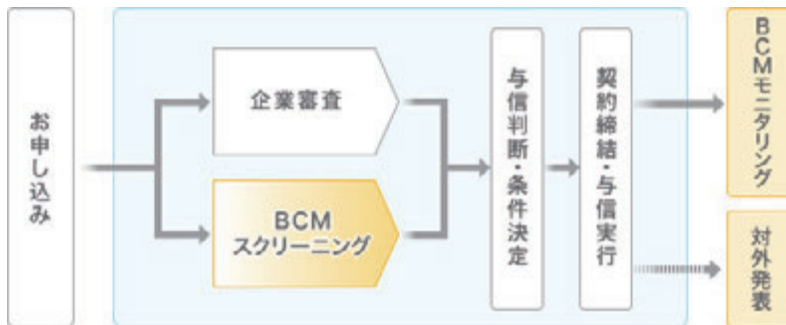 お申し込み
企業審査
BCM
スクリーニング
与信判断・条件決定
契約締結・与信実行
BCMモニタリング
対外発表